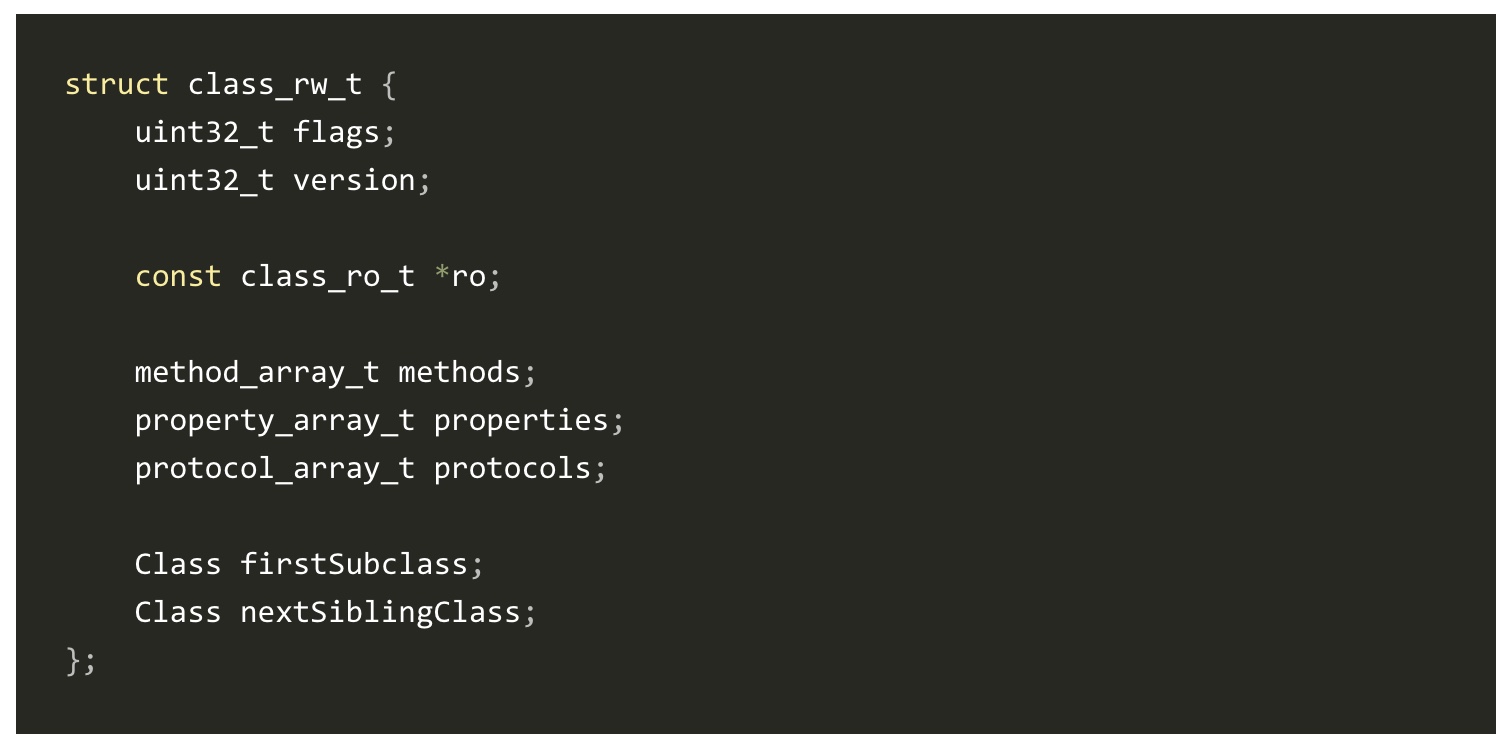 struct class_rw_t {
    uint32_t flags;
    uint32_t version;

    const class_ro_t *ro;

    method_array_t methods;
    property_array_t properties;
    protocol_array_t protocols;

    Class firstSubclass;
    Class nextSiblingClass;
};